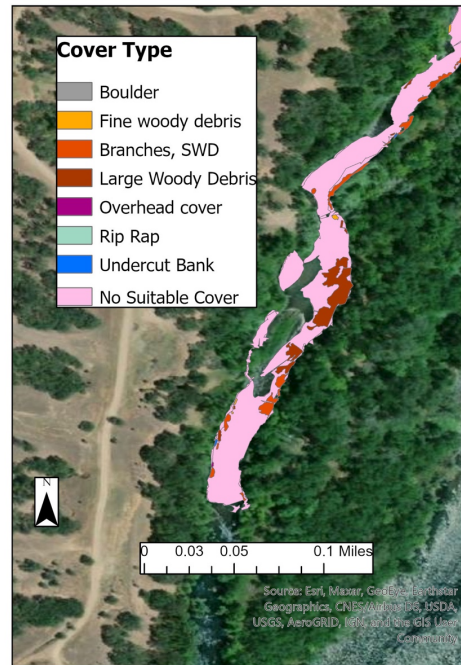 Cover Type
Boulder
Fine woody debris
Branches, SWD
Large Woody Debris
Overhead cover
Rip Rap
Undercut Bank
No Suitable Cover
N
0 0.03 0.05 0.1 Miles
Source: Esri, Maxar, GeoEye, Earthstar
Geographics, CNES/Airbus DS, USDA,
USGS, AeroGRID, IGN, and the GIS User
Community